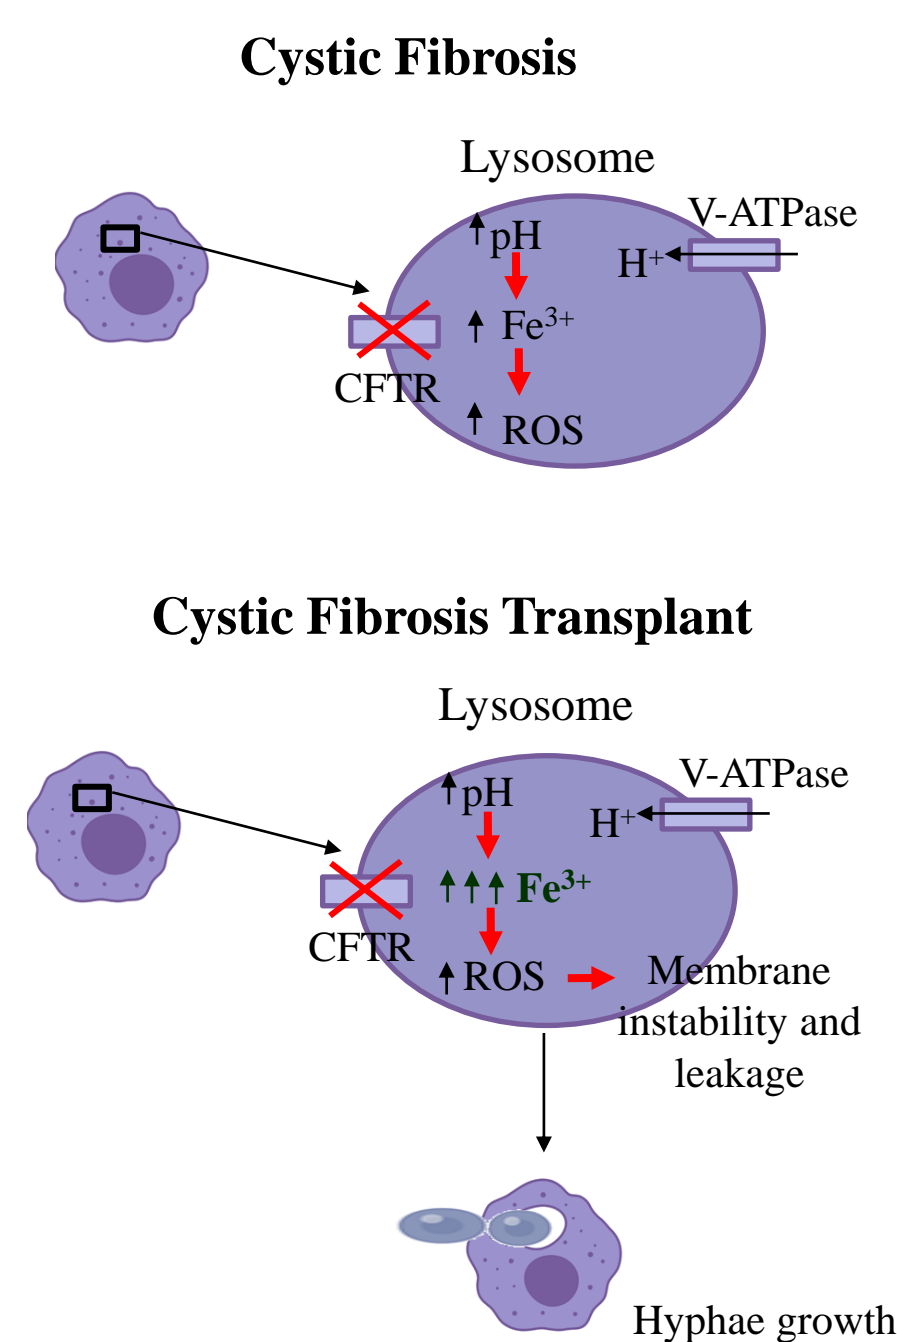 Cystic Fibrosis
Lysosome
V-ATPase
pH
H⁺
Fe³⁺
CFTR
ROS
Cystic Fibrosis Transplant
Lysosome
V-ATPase
pH
H⁺
Fe³⁺
CFTR
ROS
Membrane
instability and
leakage
Hyphae growth